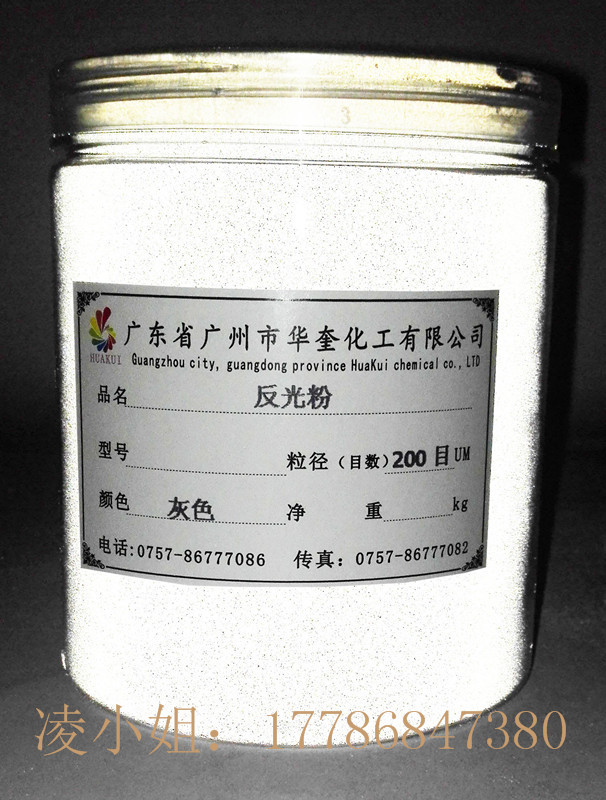 3
广东省广州市华奎化工有限公司
HUAKUI
Guangzhou city, guangdong province HuaKui chemical co., LTD
品名 反光粉
型号 粒径（目数）200目UM
颜色 灰色 净 重 kg
电话:0757-86777086 传真：0757-86777082
凌小姐：17786847380